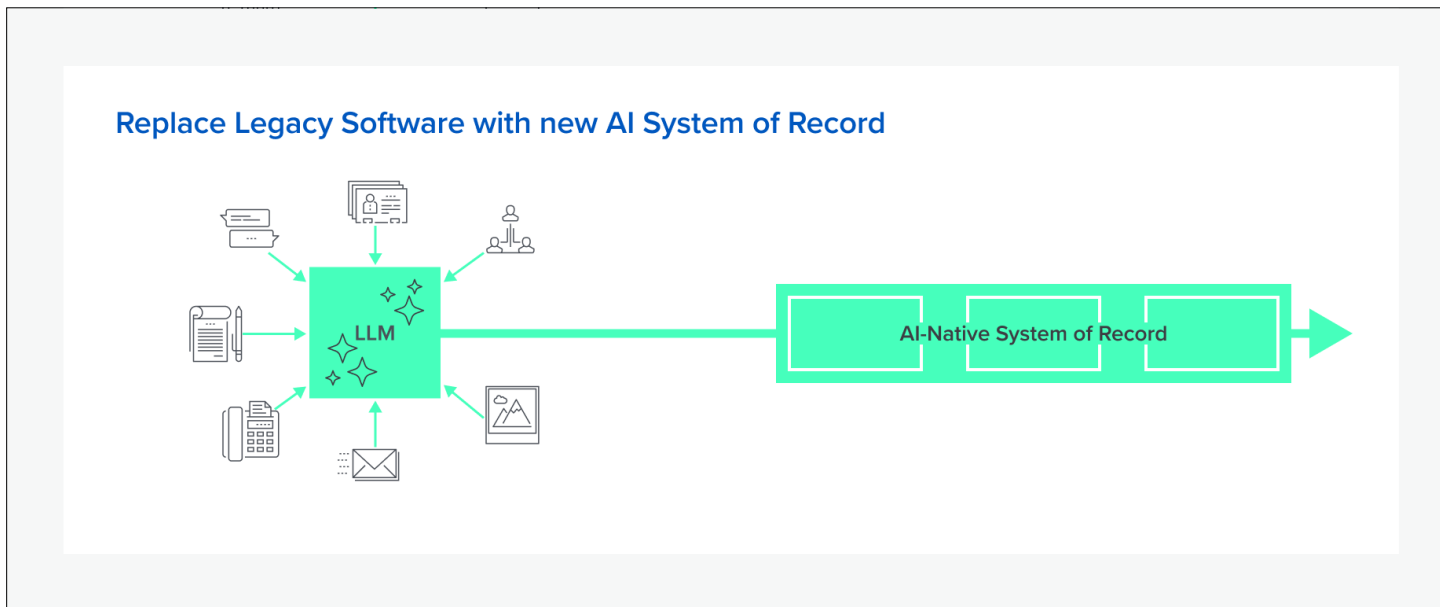 Replace Legacy Software with new AI System of Record
LLM
AI-Native System of Record